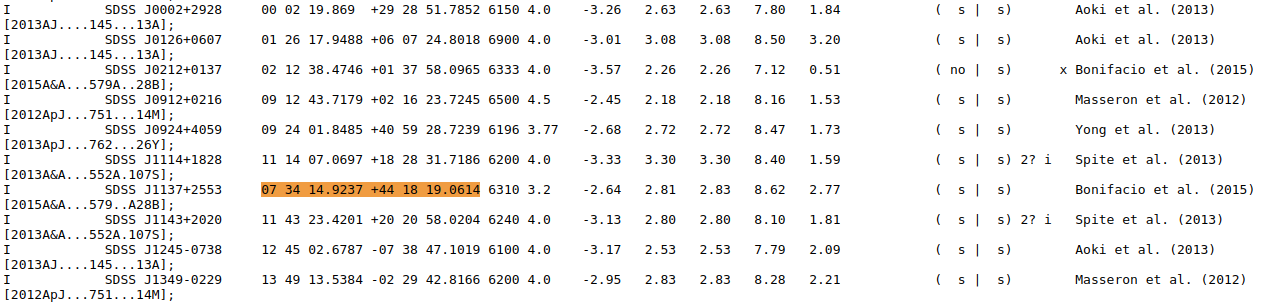 I SDSS J0002+2928 00 02 19.869 +29 28 51.7852 6150 4.0 -3.26 2.63 2.63 7.80 1.84 ( s | s) Aoki et al. (2013)
[2013AJ....145...13A];
I SDSS J0126+0607 01 26 17.9488 +06 07 24.8018 6900 4.0 -3.01 3.08 3.08 8.50 3.20 ( s | s) Aoki et al. (2013)
[2013AJ....145...13A];
I SDSS J0212+0137 02 12 38.4746 +01 37 58.0965 6333 4.0 -3.57 2.26 2.26 7.12 0.51 ( no | s) x Bonifacio et al. (2015)
[2015A&A...579A..28B];
I SDSS J0912+0216 09 12 43.7179 +02 16 23.7245 6500 4.5 -2.45 2.18 2.18 8.16 1.53 ( s | s) Masseron et al. (2012)
[2012ApJ...751...14M];
I SDSS J0924+4059 09 24 01.8485 +40 59 28.7239 6196 3.77 -2.68 2.72 2.72 8.47 1.73 ( s | s) Yong et al. (2013)
[2013ApJ...762...26Y];
I SDSS J1114+1828 11 14 07.0697 +18 28 31.7186 6200 4.0 -3.33 3.30 3.30 8.40 1.59 ( s | s) 2? i Spite et al. (2013)
[2013A&A...552A.107S];
I SDSS J1137+2553 07 34 14.9237 +44 18 19.0614 6310 3.2 -2.64 2.81 2.83 8.62 2.77 ( s | s) Bonifacio et al. (2015)
[2015A&A...579..A28B];
I SDSS J1143+2020 11 43 23.4201 +20 20 58.0204 6240 4.0 -3.13 2.80 2.80 8.10 1.81 ( s | s) 2? i Spite et al. (2013)
[2013A&A...552A.107S];
I SDSS J1245-0738 12 45 02.6787 -07 38 47.1019 6100 4.0 -3.17 2.53 2.53 7.79 2.09 ( s | s) Aoki et al. (2013)
[2013AJ....145...13A];
I SDSS J1349-0229 13 49 13.5384 -02 29 42.8166 6200 4.0 -2.95 2.83 2.83 8.28 2.21 ( s | s) Masseron et al. (2012)
[2012ApJ...751...14M];